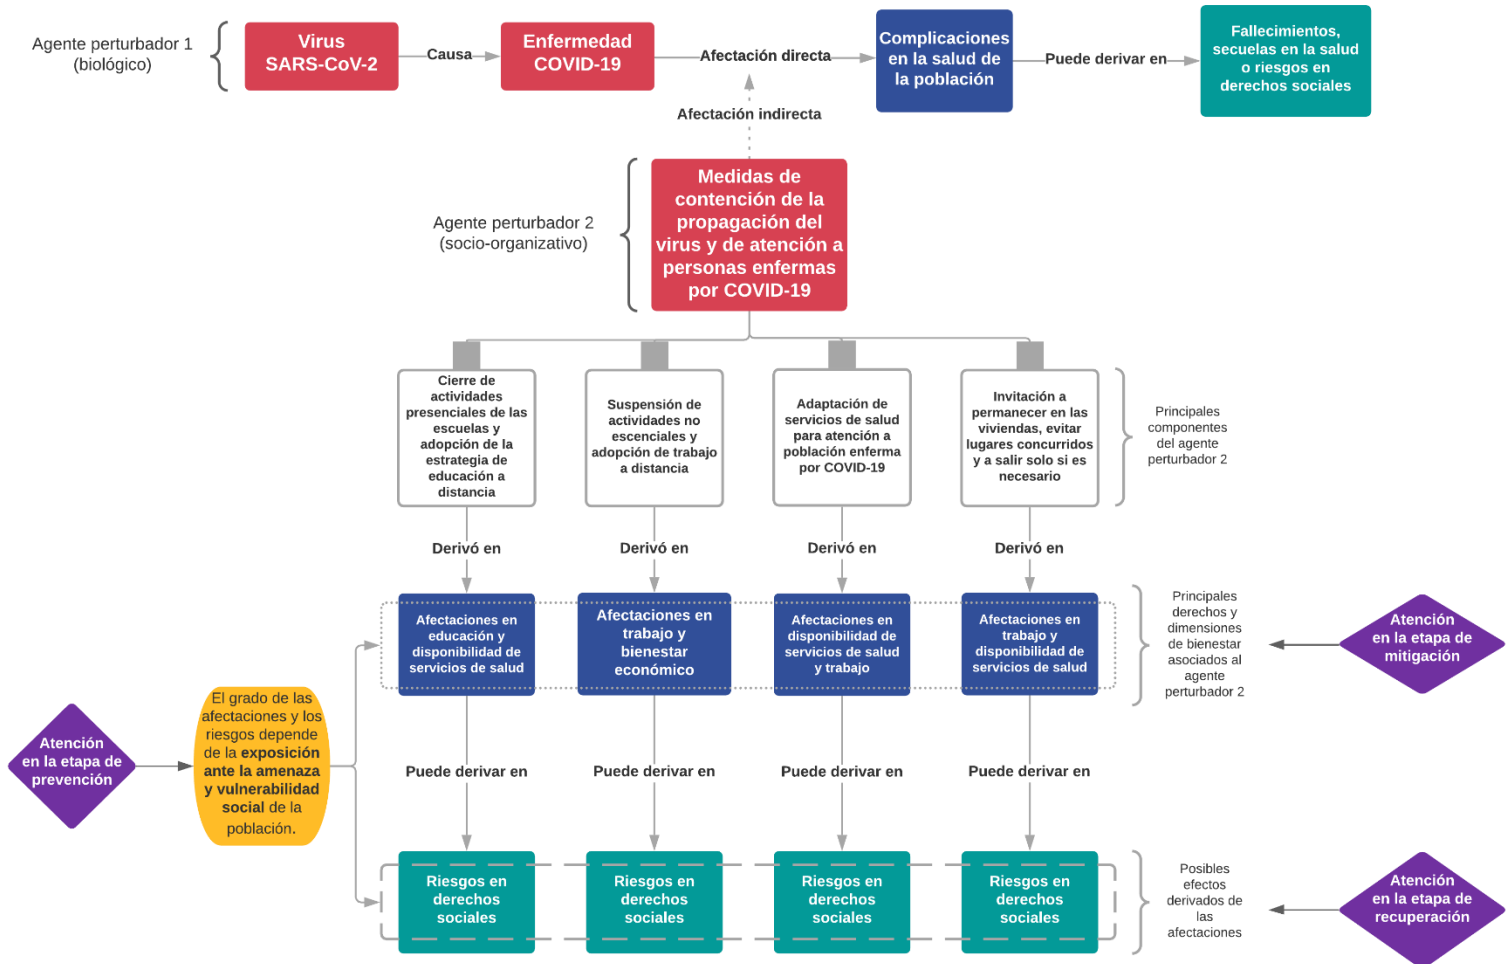 Agente perturbador 1
(biológico)
Virus
SARS-CoV-2
Causa
Enfermedad
COVID-19
Afectación directa
Complicaciones
en la salud de
la población
Puede derivar en
Fallecimientos,
secuelas en la salud
o riesgos en
derechos sociales
Afectación indirecta
Agente perturbador 2
(socio-organizativo)
Medidas de
contención de la
propagación del
virus y de atención a
personas enfermas
por COVID-19
Cierre de
actividades
presenciales de las
escuelas y
adopción de la
estrategia de
educación a
distancia
Suspensión de
actividades no
escenciales y
adopción de trabajo
a distancia
Adaptación de
servicios de salud
para atención a
población enferma
por COVID-19
Invitación a
permanecer en las
viviendas, evitar
lugares concurridos
y a salir solo si es
necesario
Principales
componentes
del agente
perturbador 2
Derivó en
Derivó en
Derivó en
Derivó en
Afectaciones en
educación y
disponibilidad de
servicios de salud
Afectaciones en
trabajo y
bienestar
económico
Afectaciones en
disponibilidad de
servicios de salud
y trabajo
Afectaciones en
trabajo y
disponibilidad de
servicios de salud
Principales
derechos y
dimensiones
de bienestar
asociados al
agente
perturbador 2
Atención
en la etapa de
mitigación
Atención
en la etapa de
prevención
El grado de las
afectaciones y los
riesgos depende
de la exposición
ante la amenaza
y vulnerabilidad
social de la
población.
Puede derivar en
Puede derivar en
Puede derivar en
Puede derivar en
Riesgos en
derechos
sociales
Riesgos en
derechos
sociales
Riesgos en
derechos
sociales
Riesgos en
derechos
sociales
Posibles
efectos
derivados de
las
afectaciones
Atención
en la etapa de
recuperación